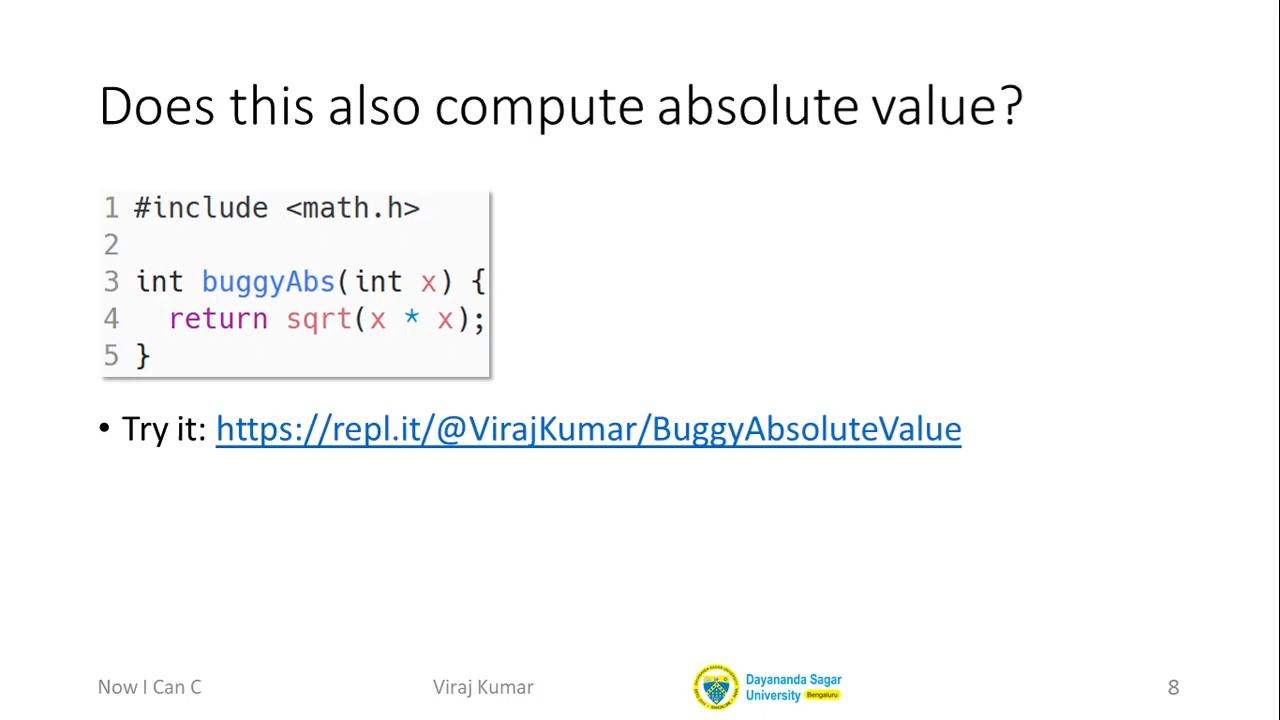 Does this also compute absolute value?
1 #include <math.h>
2
3 int buggyAbs(int x) {
4   return sqrt(x * x);
5 }
• Try it: https://repl.it/@VirajKumar/BuggyAbsoluteValue
Now I Can C
Viraj Kumar
Dayananda Sagar
University Bengaluru
8